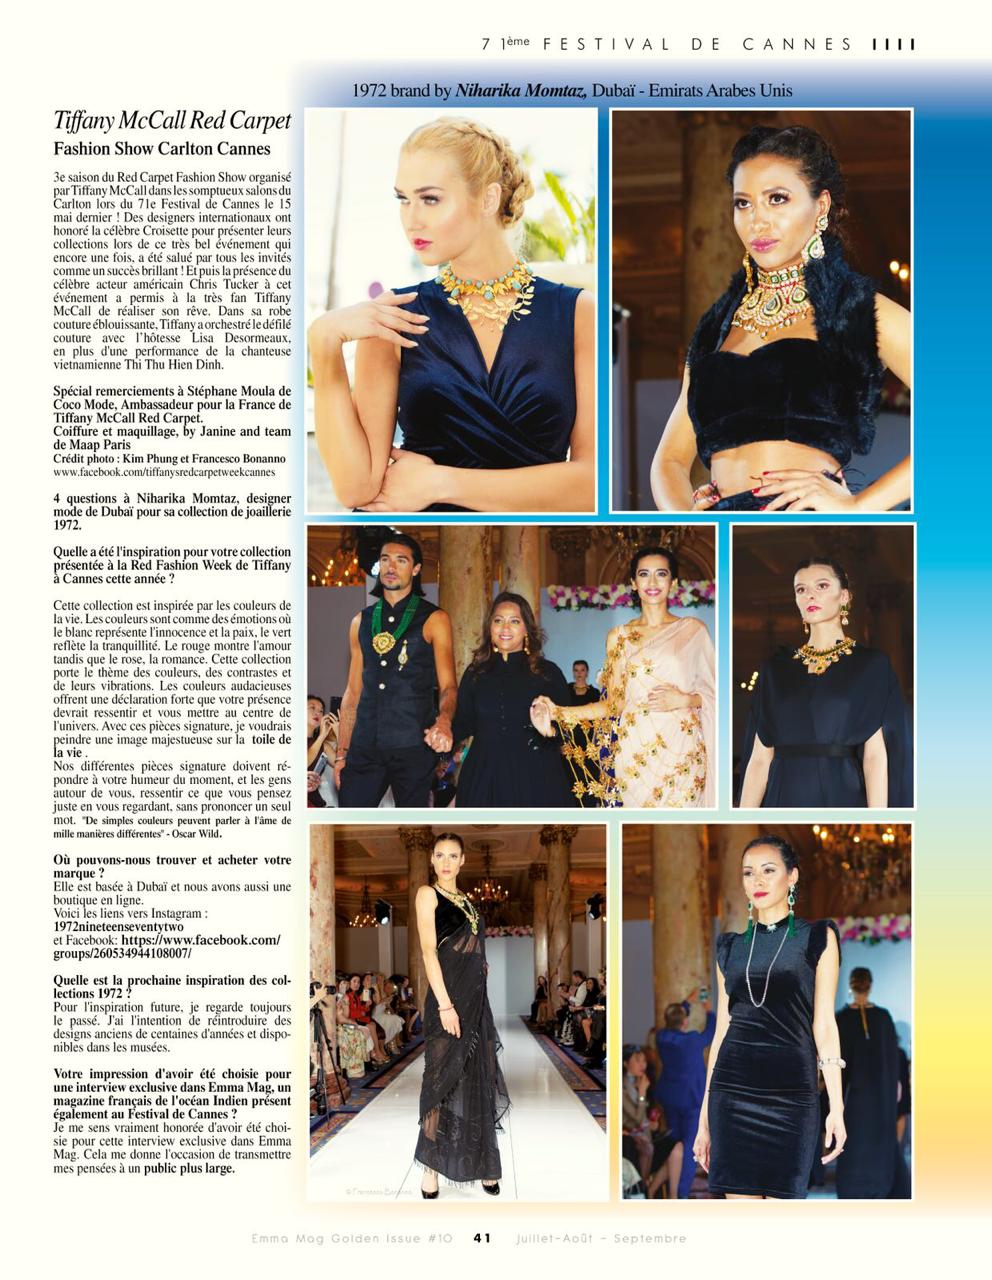 71ème FESTIVAL DE CANNES
1972 brand by Niharika Momtaz, Dubaï - Emirats Arabes Unis
Tiffany McCall Red Carpet
Fashion Show Carlton Cannes
3e saison du Red Carpet Fashion Show organisé
par Tiffany McCall dans les somptueux salons du
Carlton lors du 71e Festival de Cannes le 15
mai dernier ! Des designers internationaux ont
honoré la célèbre Croisette pour présenter leurs
collections lors de ce très bel événement qui
encore une fois, a été salué par tous les invités
comme un succès brillant ! Et puis la présence du
célèbre acteur américain Chris Tucker à cet
événement a permis à la très fan Tiffany
McCall de réaliser son rêve. Dans sa robe
couture éblouissante, Tiffany a orchestré le défilé
couture avec l'hôtesse Lisa Desormeaux,
en plus d'une performance de la chanteuse
vietnamienne Thi Thu Hien Dinh.
Spécial remerciements à Stéphane Moula de
Coco Mode, Ambassadeur pour la France de
Tiffany McCall Red Carpet.
Coiffure et maquillage, by Janine and team
de Maap Paris
Crédit photo : Kim Phung et Francesco Bonanno
www.facebook.com/tiffanysredcarpetweekcannes
4 questions à Niharika Momtaz, designer
mode de Dubaï pour sa collection de joaillerie
1972.
Quelle a été l'inspiration pour votre collection
présentée à la Red Fashion Week de Tiffany
à Cannes cette année ?
Cette collection est inspirée par les couleurs de
la vie. Les couleurs sont comme des émotions où
le blanc représente l'innocence et la paix, le vert
reflète la tranquillité. Le rouge montre l'amour
tandis que le rose, la romance. Cette collection
porte le thème des couleurs, des contrastes et
de leurs vibrations. Les couleurs audacieuses
offrent une déclaration forte que votre présence
devrait ressentir et vous mettre au centre de
l'univers. Avec ces pièces signature, je voudrais
peindre une image majestueuse sur la toile de
la vie .
Nos différentes pièces signature doivent ré-
pondre à votre humeur du moment, et les gens
autour de vous, ressentir ce que vous pensez
juste en vous regardant, sans prononcer un seul
mot. "De simples couleurs peuvent parler à l'âme de
mille manières différentes" - Oscar Wild.
Où pouvons-nous trouver et acheter votre
marque ?
Elle est basée à Dubaï et nous avons aussi une
boutique en ligne.
Voici les liens vers Instagram :
1972nineteenseventytwo
et Facebook: https://www.facebook.com/
groups/260534944108007/
Quelle est la prochaine inspiration des col-
lections 1972 ?
Pour l'inspiration future, je regarde toujours
le passé. J'ai l'intention de réintroduire des
designs anciens de centaines d'années et dispo-
nibles dans les musées.
Votre impression d'avoir été choisie pour
une interview exclusive dans Emma Mag, un
magazine français de l'océan Indien présent
également au Festival de Cannes ?
Je me sens vraiment honorée d'avoir été choi-
sie pour cette interview exclusive dans Emma
Mag. Cela me donne l'occasion de transmettre
mes pensées à un public plus large.
© Francesco Bonanno
Emma Mag Golden Issue #10 41 Juillet-Août - Septembre